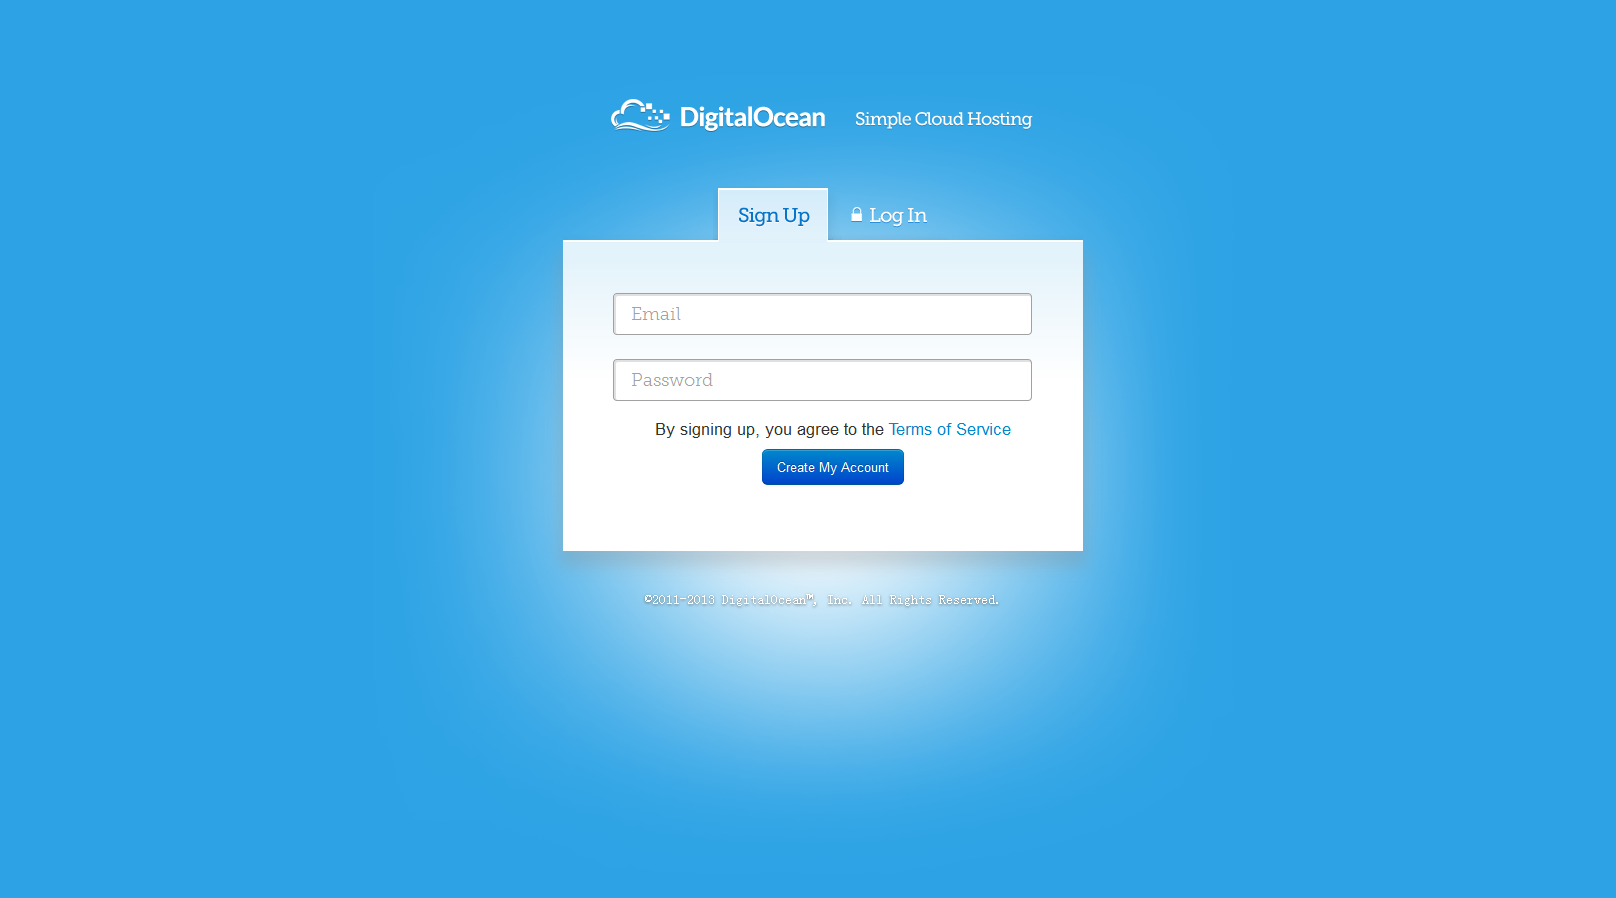 DigitalOcean Simple Cloud Hosting
Sign Up Log In
Email
Password
By signing up, you agree to the Terms of Service
Create My Account
©2011-2013 DigitalOcean™, Inc. All Rights Reserved.